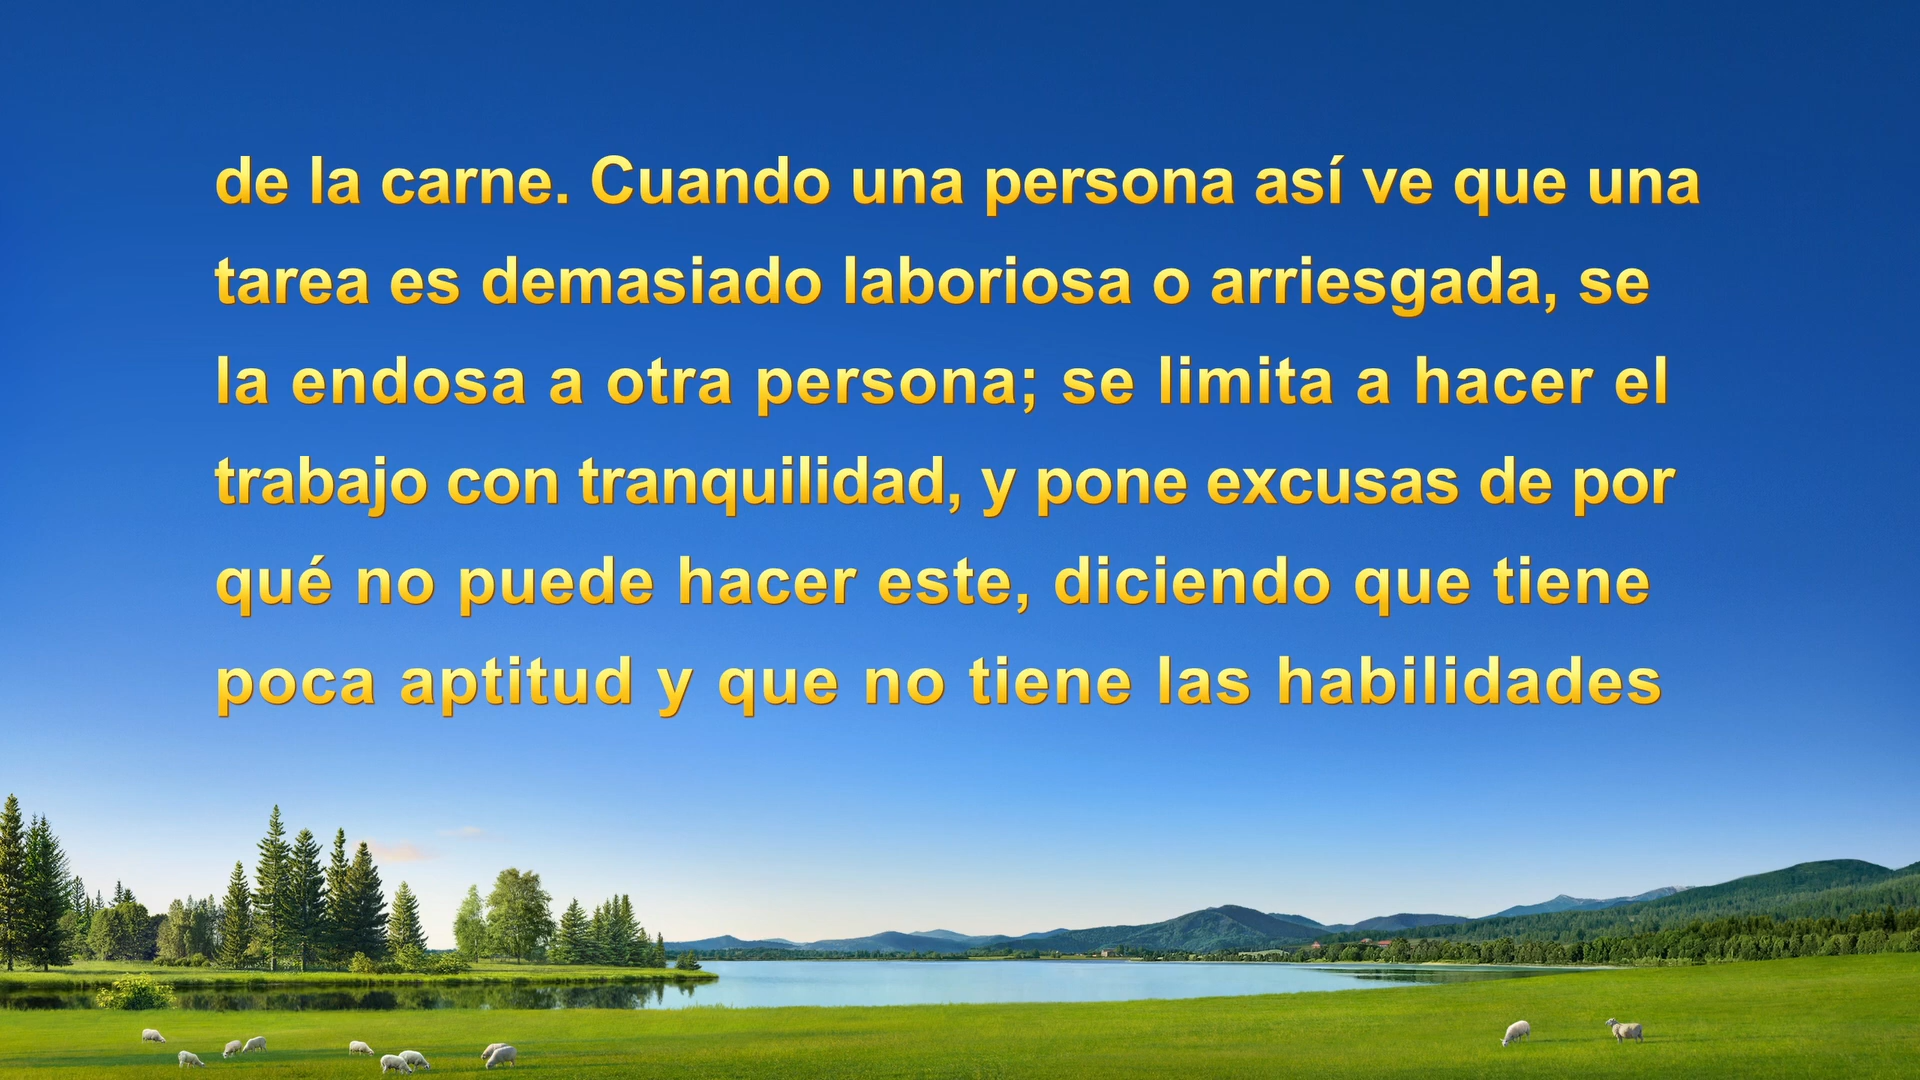 de la carne. Cuando una persona así ve que una
tarea es demasiado laboriosa o arriesgada, se
la endosa a otra persona; se limita a hacer el
trabajo con tranquilidad, y pone excusas de por
qué no puede hacer este, diciendo que tiene
poca aptitud y que no tiene las habilidades